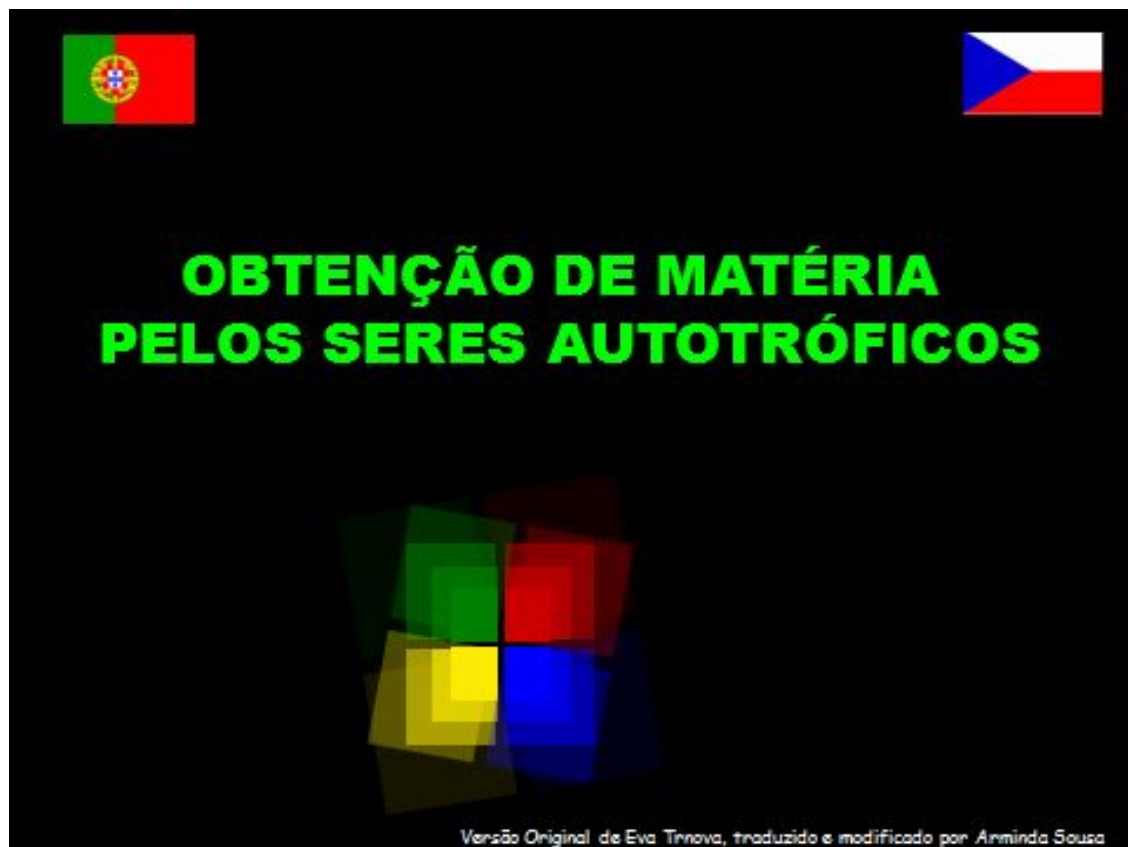 OBTENÇÃO DE MATÉRIA
PELOS SERES AUTOTRÓFICOS
Versão Original de Eva Trnova, traduzido e modificado por Arminda Sousa